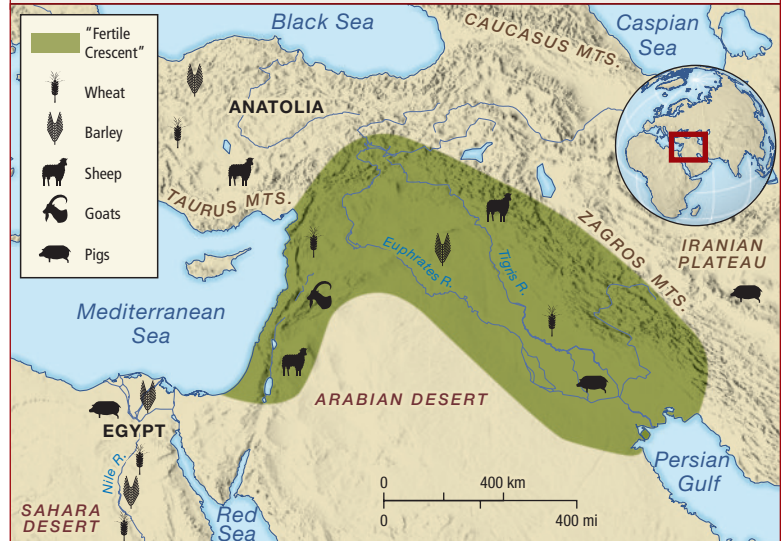 "Fertile
Crescent"
Wheat
Barley
Sheep
Goats
Pigs
Black Sea
CAUCASUS MTS.
Caspian
Sea
ANATOLIA
TAURUS MTS.
ZAGROS MTS.
IRANIAN
PLATEAU
Euphrates R.
Tigris R.
Mediterranean
Sea
ARABIAN DESERT
EGYPT
Nile R.
SAHARA
DESERT
Red
Sea
Persian
Gulf
0 400 km
0 400 mi